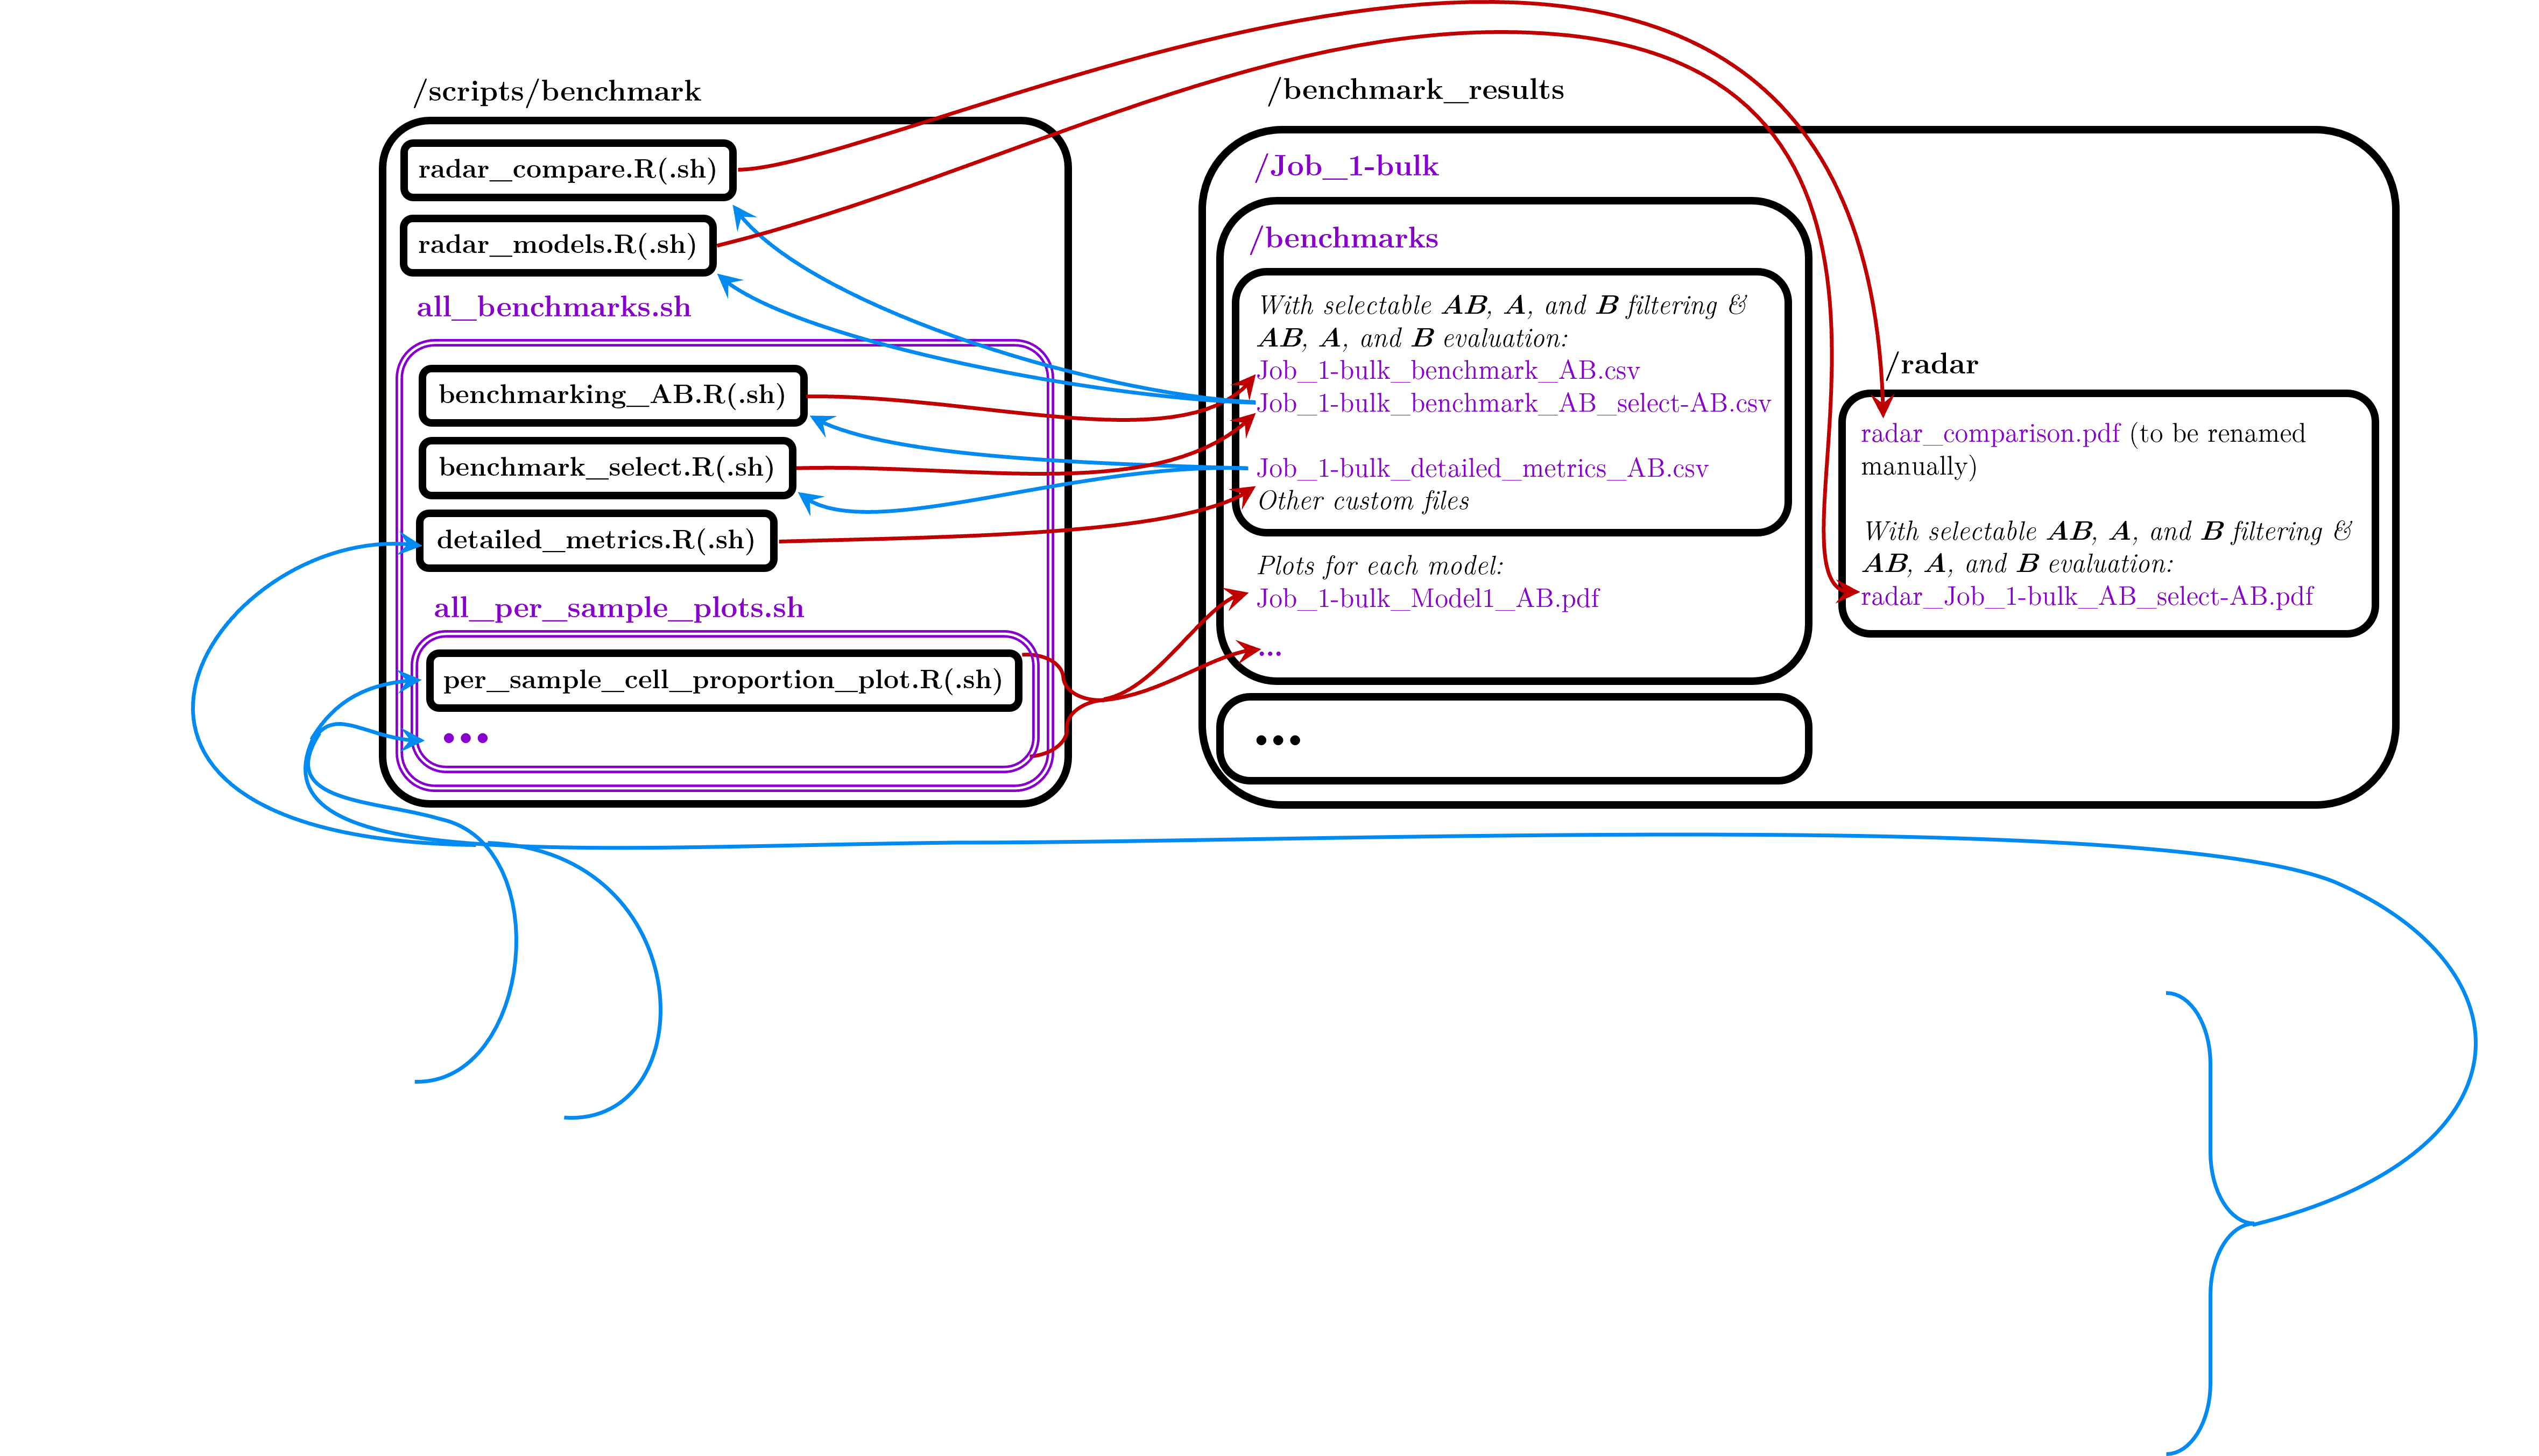 /scripts/benchmark
radar_compare.R(.sh)
radar_models.R(.sh)
all_benchmarks.sh
benchmarking_AB.R(.sh)
benchmark_select.R(.sh)
detailed_metrics.R(.sh)
all_per_sample_plots.sh
per_sample_cell_proportion_plot.R(.sh)
...
/benchmark_results
/Job_1-bulk
/benchmarks
With selectable AB, A, and B filtering &
AB, A, and B evaluation:
Job_1-bulk_benchmark_AB.csv
Job_1-bulk_benchmark_AB_select-AB.csv
Job_1-bulk_detailed_metrics_AB.csv
Other custom files
Plots for each model:
Job_1-bulk_Model1_AB.pdf
...
...
/radar
radar_comparison.pdf (to be renamed
manually)
With selectable AB, A, and B filtering &
AB, A, and B evaluation:
radar_Job_1-bulk_AB_select-AB.pdf